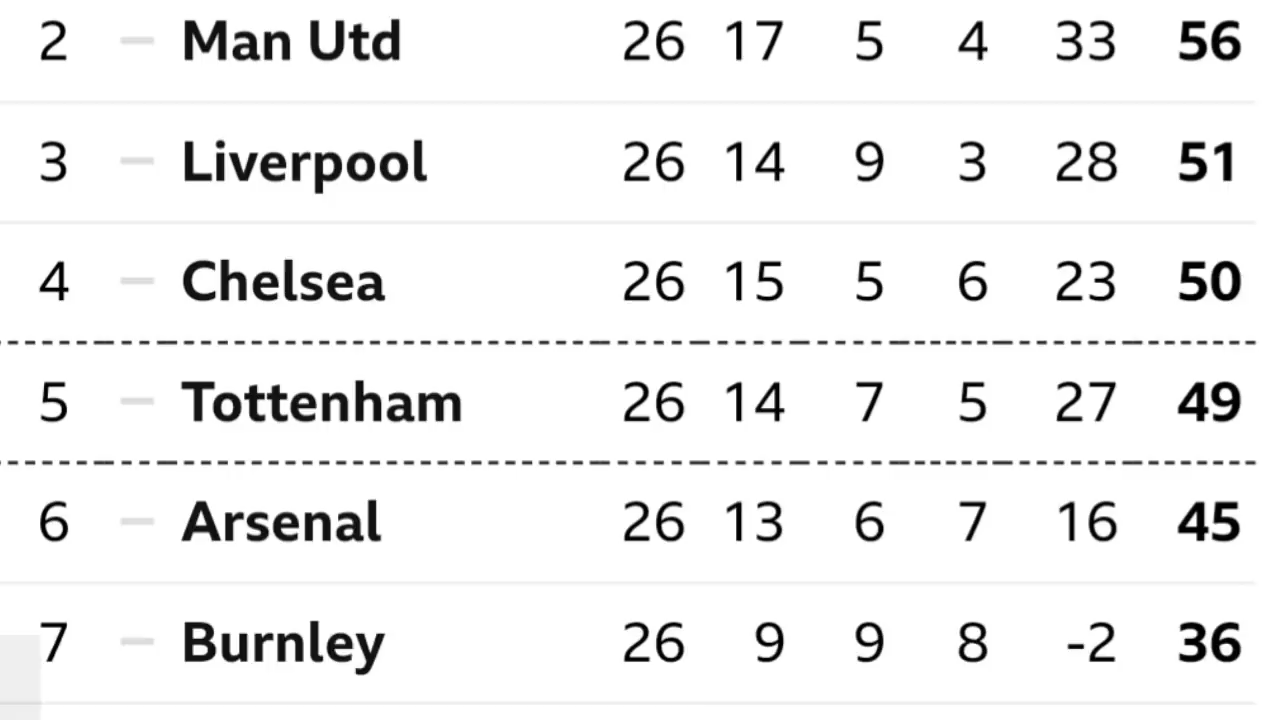 2 – Man Utd 26 17 5 4 33 56
3 – Liverpool 26 14 9 3 28 51
4 – Chelsea 26 15 5 6 23 50
5 – Tottenham 26 14 7 5 27 49
6 – Arsenal 26 13 6 7 16 45
7 – Burnley 26 9 9 8 -2 36